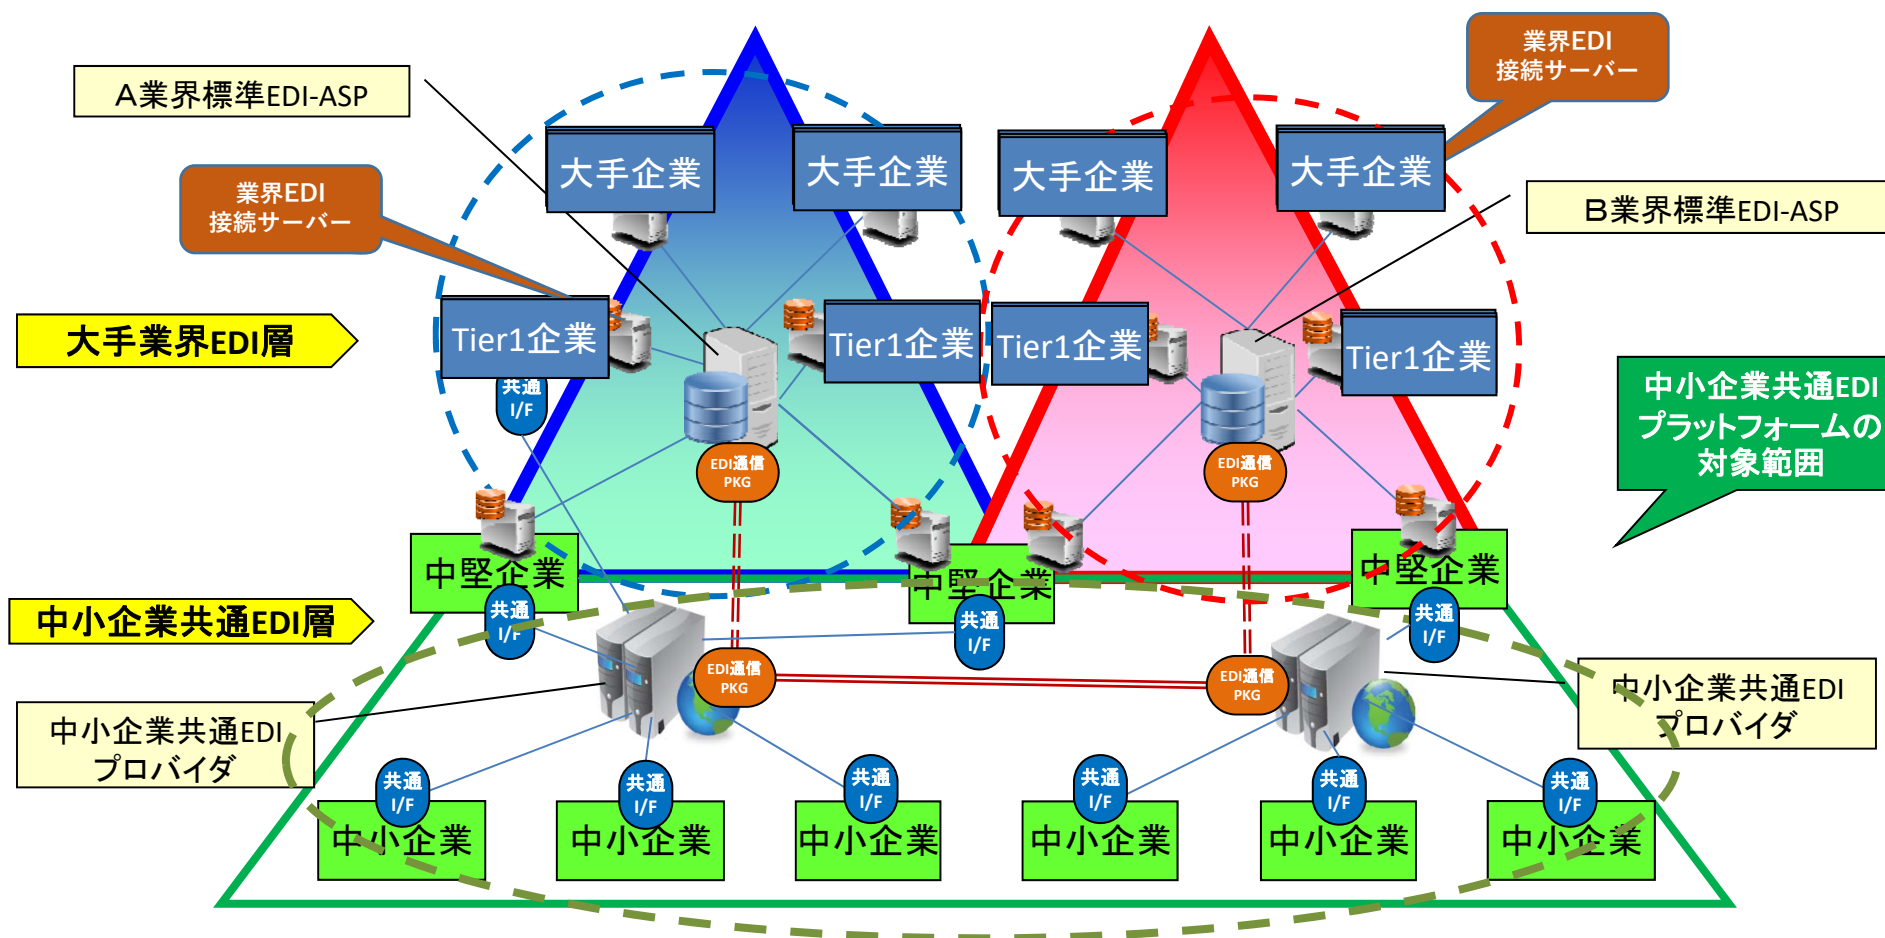 業界EDI
接続サーバー
A業界標準EDI-ASP
大手企業
大手企業
大手企業
大手企業
業界EDI
接続サーバー
B業界標準EDI-ASP
大手業界EDI層
Tier1企業
Tier1企業
Tier1企業
Tier1企業
共通
I/F
中小企業共通EDI
プラットフォームの
対象範囲
EDI通信
PKG
EDI通信
PKG
中堅企業
中堅企業
中堅企業
中小企業共通EDI層
共通
I/F
共通
I/F
共通
I/F
EDI通信
PKG
EDI通信
PKG
中小企業共通EDI
プロバイダ
中小企業共通EDI
プロバイダ
共通
I/F
共通
I/F
共通
I/F
共通
I/F
共通
I/F
共通
I/F
中小企業
中小企業
中小企業
中小企業
中小企業
中小企業